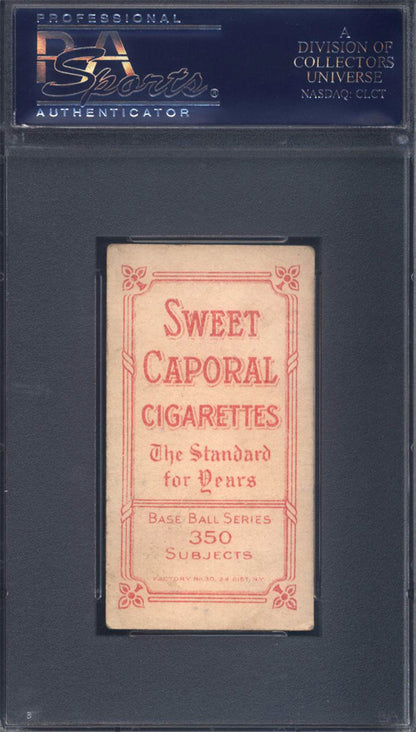 PROFESSIONAL
PSA
Sports®
AUTHENTICATOR
A
DIVISION OF
COLLECTORS
UNIVERSE
NASDAQ: CLCT
SWEET
CAPORAL
CIGARETTES
The Standard
for Years
BASE BALL SERIES
350
SUBJECTS
FACTORY No. 30, 2d DIST. N.Y.